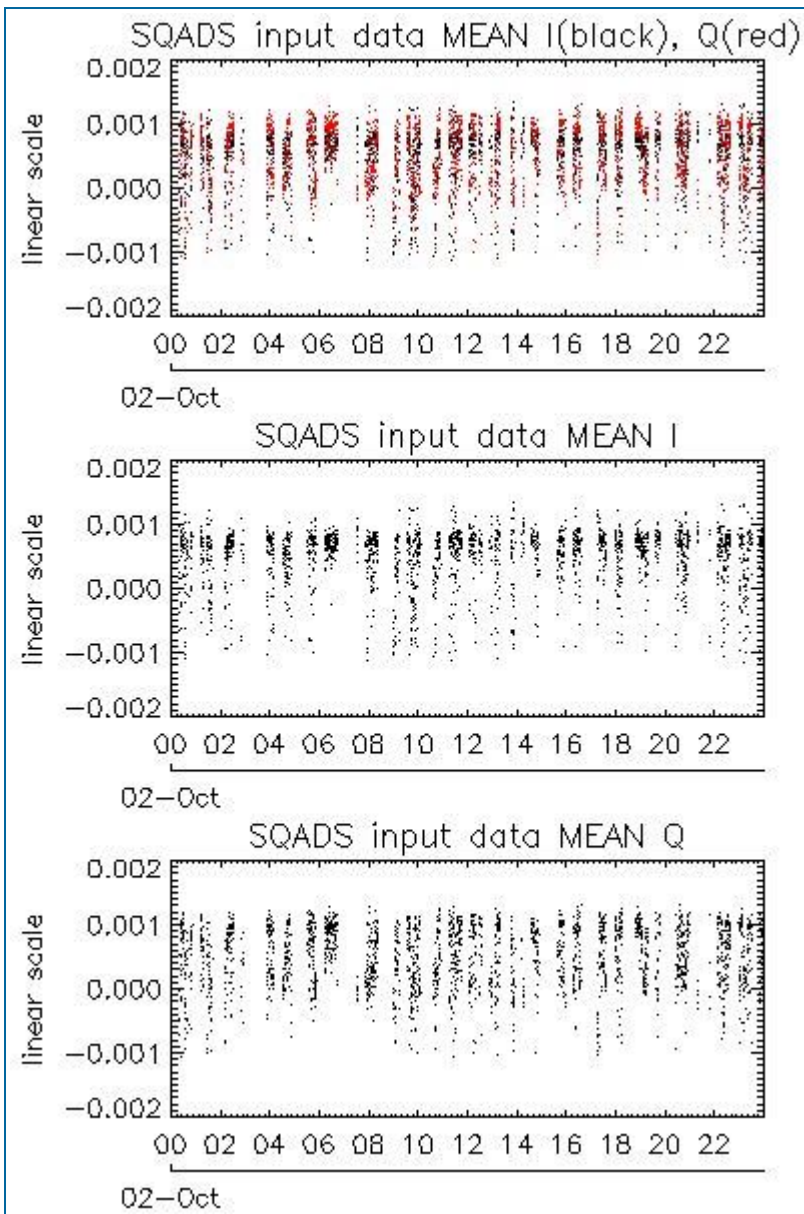 SQADS input data MEAN I(black), Q(red)
linear scale
0.002
0.001
0.000
-0.001
-0.002
00 02 04 06 08 10 12 14 16 18 20 22
02-Oct
SQADS input data MEAN I
linear scale
0.002
0.001
0.000
-0.001
-0.002
00 02 04 06 08 10 12 14 16 18 20 22
02-Oct
SQADS input data MEAN Q
linear scale
0.002
0.001
0.000
-0.001
-0.002
00 02 04 06 08 10 12 14 16 18 20 22
02-Oct